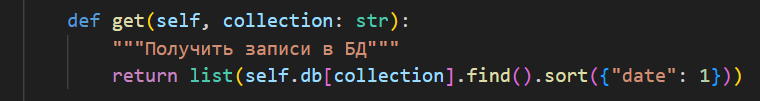 def get(self, collection: str):
"""Получить записи в БД"""
return list(self.db[collection].find().sort({"date": 1}))